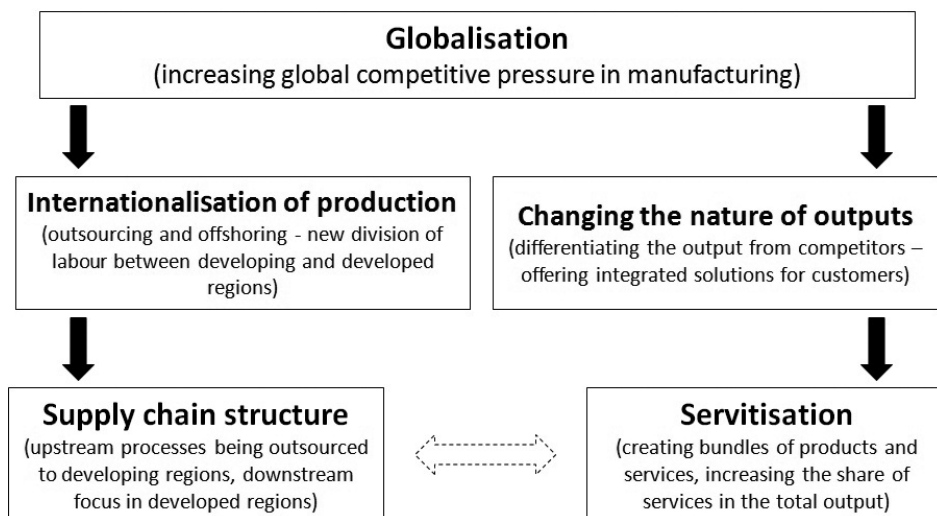 Globalisation
(increasing global competitive pressure in manufacturing)
Internationalisation of production
(outsourcing and offshoring - new division of
labour between developing and developed
regions)
Changing the nature of outputs
(differentiating the output from competitors –
offering integrated solutions for customers)
Supply chain structure
(upstream processes being outsourced
to developing regions, downstream
focus in developed regions)
Servitisation
(creating bundles of products and
services, increasing the share of
services in the total output)